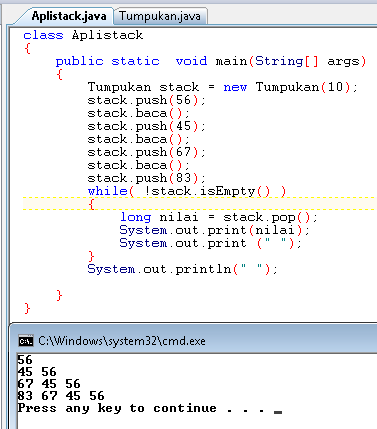 Aplistack.java Tumpukan.java
class Aplistack
{
    public static  void main(String[] args)
    {
        Tumpukan stack = new Tumpukan(10);
        stack.push(56);
        stack.baca();
        stack.push(45);
        stack.baca();
        stack.push(67);
        stack.baca();
        stack.push(83);
        while( !stack.isEmpty() )
        {
            long nilai = stack.pop();
            System.out.print(nilai);
            System.out.print (" ");
        }
        System.out.println(" ");
    }
}
C:\Windows\system32\cmd.exe
56
45 56
67 45 56
83 67 45 56
Press any key to continue . . . _